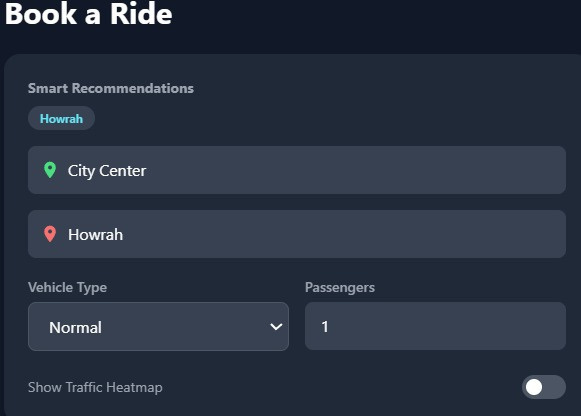 Book a Ride
Smart Recommendations
Howrah
City Center
Howrah
Vehicle Type Passengers
Normal 1
Show Traffic Heatmap